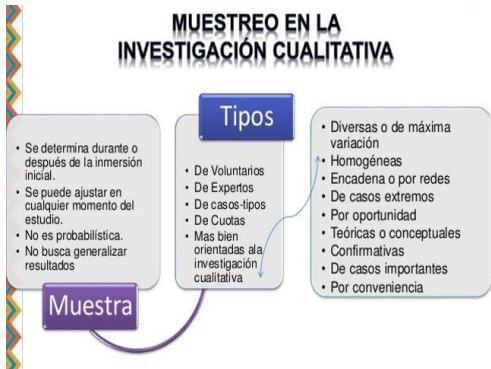 MUESTREO EN LA
INVESTIGACIÓN CUALITATIVA
• Se determina durante o
después de la inmersión
inicial.
• Se puede ajustar en
cualquier momento del
estudio.
• No es probabilística.
• No busca generalizar
resultados
Muestra
Tipos
• De Voluntarios
• De Expertos
• De casos-tipos
• De Cuotas
• Mas bien
orientadas ala
investigación
cualitativa
• Diversas o de máxima
variación
• Homogéneas
• Encadena o por redes
• De casos extremos
• Por oportunidad
• Teóricas o conceptuales
• Confirmativas
• De casos importantes
• Por conveniencia